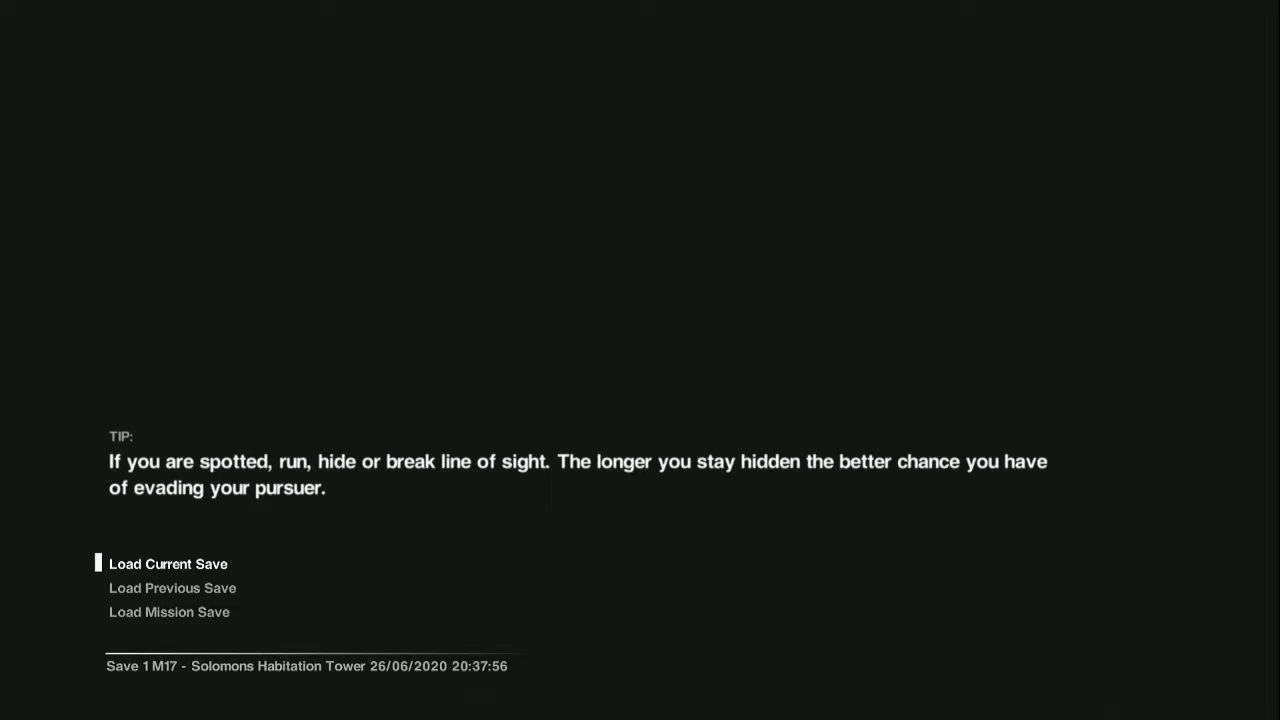 TIP:
If you are spotted, run, hide or break line of sight. The longer you stay hidden the better chance you have
of evading your pursuer.
Load Current Save
Load Previous Save
Load Mission Save
Save 1 M17 - Solomons Habitation Tower 26/06/2020 20:37:56